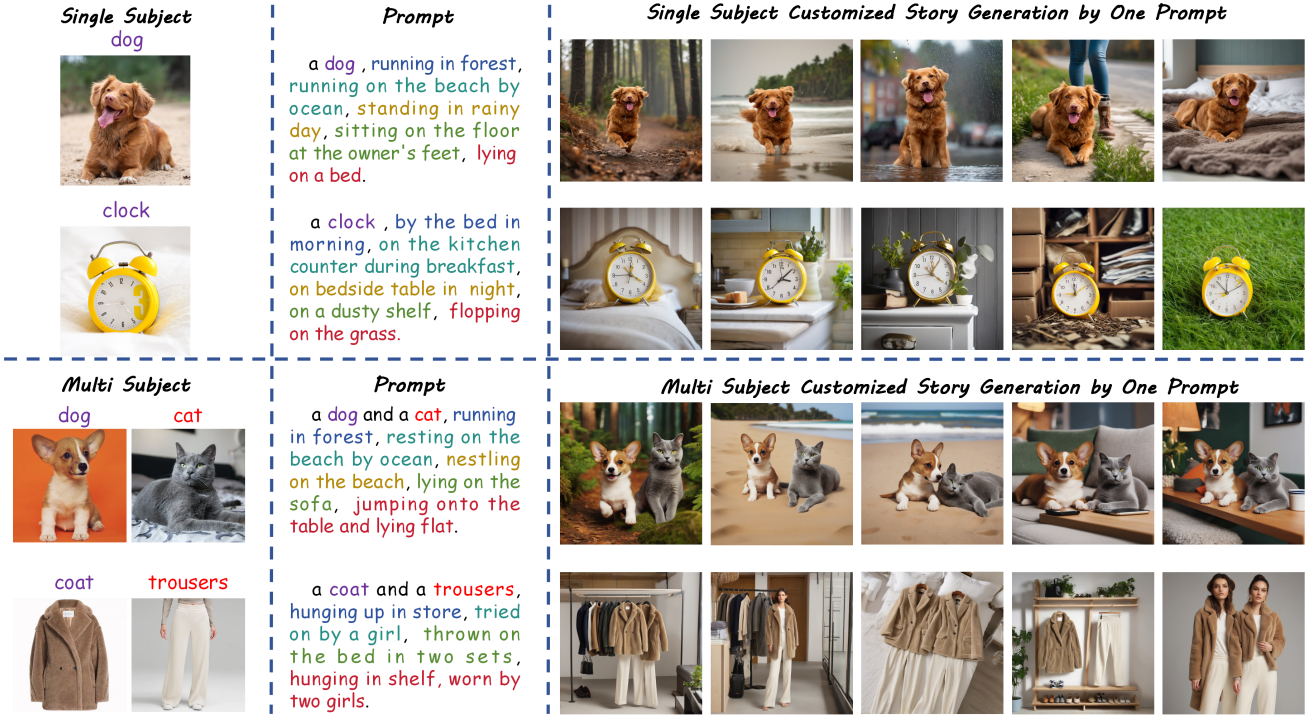 Single Subject
dog
clock
Prompt
a dog , running in forest,
running on the beach by
ocean, standing in rainy
day, sitting on the floor
at the owner's feet, lying
on a bed.
a clock , by the bed in
morning, on the kitchen
counter during breakfast,
on bedside table in night,
on a dusty shelf, flopping
on the grass.
Single Subject Customized Story Generation by One Prompt
Multi Subject
dog
cat
coat
trousers
Prompt
a dog and a cat, running
in forest, resting on the
beach by ocean, nestling
on the beach, lying on the
sofa, jumping onto the
table and lying flat.
a coat and a trousers,
hunging up in store, tried
on by a girl, thrown on
the bed in two sets,
hunging in shelf, worn by
two girls.
Multi Subject Customized Story Generation by One Prompt